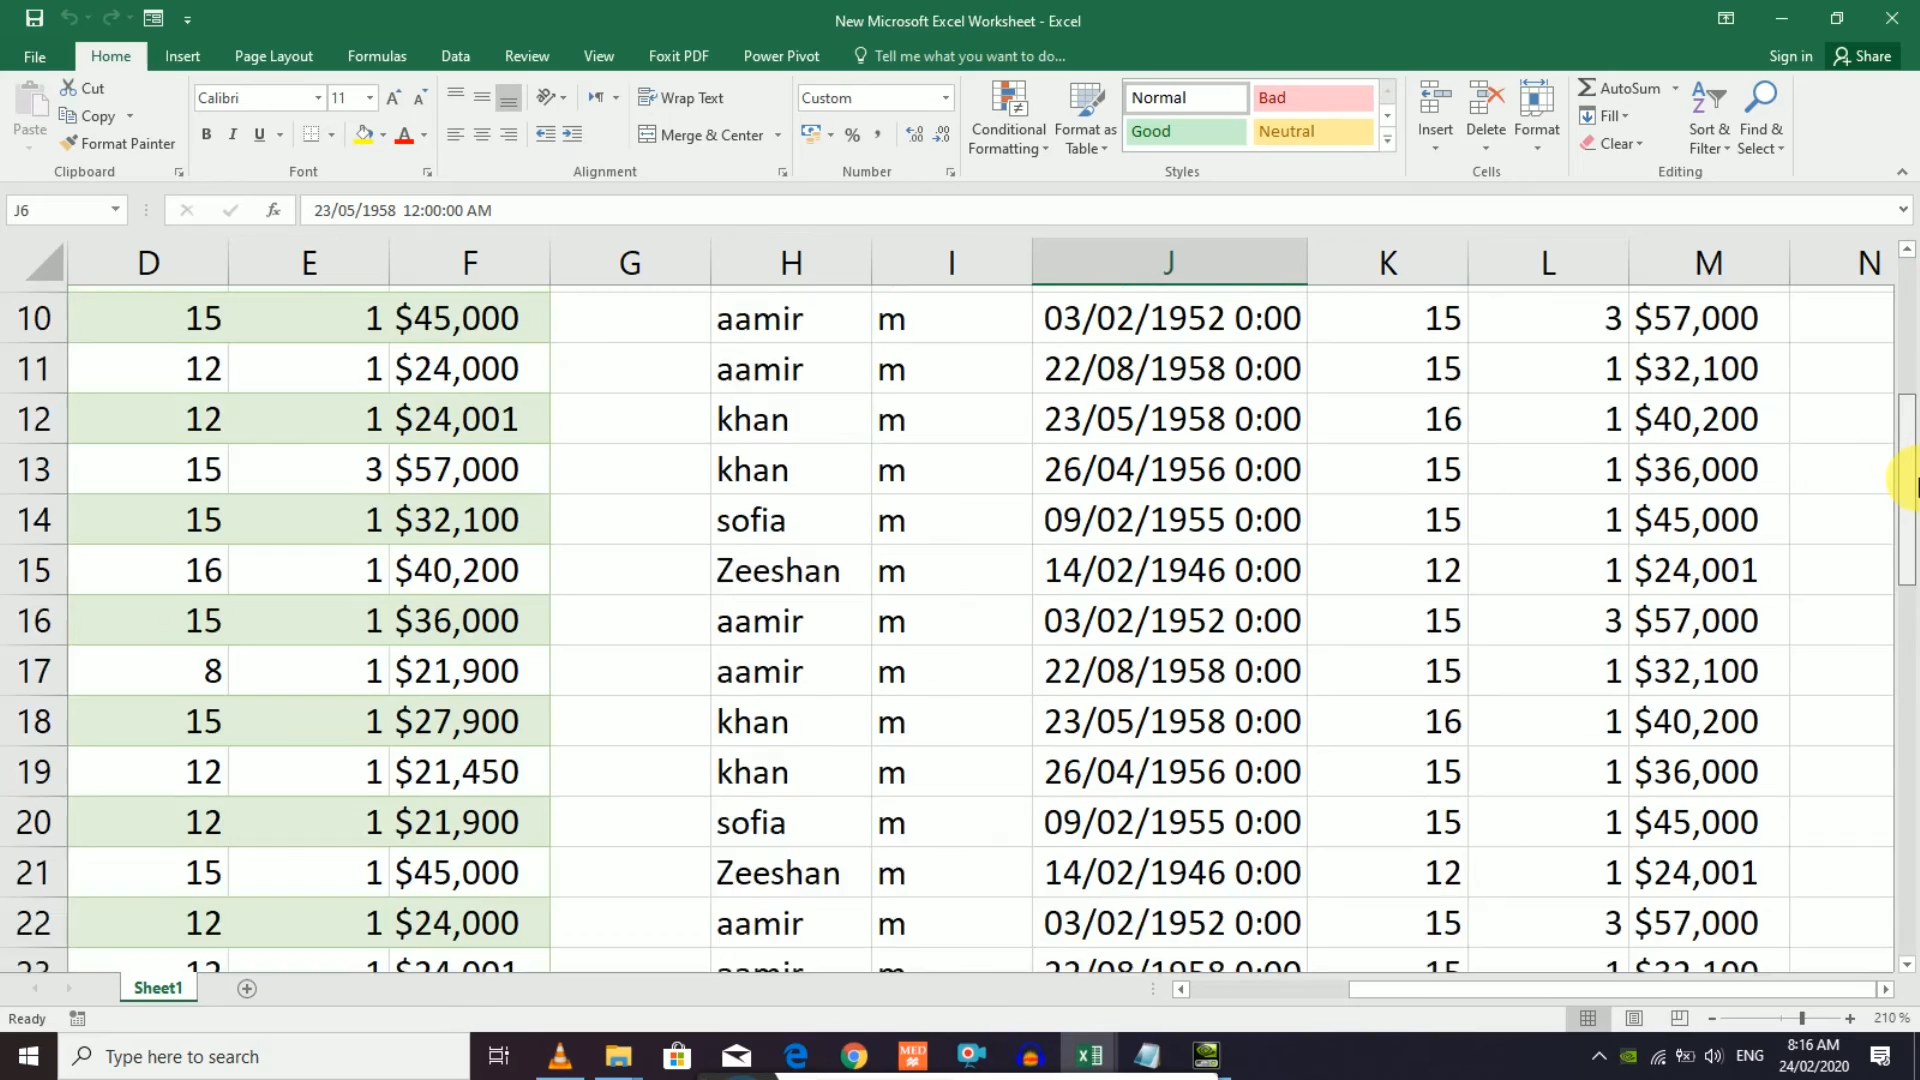 New Microsoft Excel Worksheet - Excel
File Home Insert Page Layout Formulas Data Review View Foxit PDF Power Pivot Tell me what you want to do... Sign in Share
Paste Cut Copy Format Painter Clipboard
Calibri 11 B I U A A A Font
Wrap Text Merge & Center Alignment
Custom % , .00 .00 Number
Conditional Formatting Format as Table Normal Bad Good Neutral Styles
Insert Delete Format Cells
AutoSum Fill Clear Sort & Filter Find & Select Editing
J6 fx 23/05/1958 12:00:00 AM
D E F G H I J K L M N
10 15 1 $45,000 aamir m 03/02/1952 0:00 15 3 $57,000
11 12 1 $24,000 aamir m 22/08/1958 0:00 15 1 $32,100
12 12 1 $24,001 khan m 23/05/1958 0:00 16 1 $40,200
13 15 3 $57,000 khan m 26/04/1956 0:00 15 1 $36,000
14 15 1 $32,100 sofia m 09/02/1955 0:00 15 1 $45,000
15 16 1 $40,200 Zeeshan m 14/02/1946 0:00 12 1 $24,001
16 15 1 $36,000 aamir m 03/02/1952 0:00 15 3 $57,000
17 8 1 $21,900 aamir m 22/08/1958 0:00 15 1 $32,100
18 15 1 $27,900 khan m 23/05/1958 0:00 16 1 $40,200
19 12 1 $21,450 khan m 26/04/1956 0:00 15 1 $36,000
20 12 1 $21,900 sofia m 09/02/1955 0:00 15 1 $45,000
21 15 1 $45,000 Zeeshan m 14/02/1946 0:00 12 1 $24,001
22 12 1 $24,000 aamir m 03/02/1952 0:00 15 3 $57,000
23 12 1 $24,001 aamir m 22/08/1958 0:00 15 1 $32,100
Sheet1
Ready 210 %
Type here to search MED ENG 8:16 AM
24/02/2020